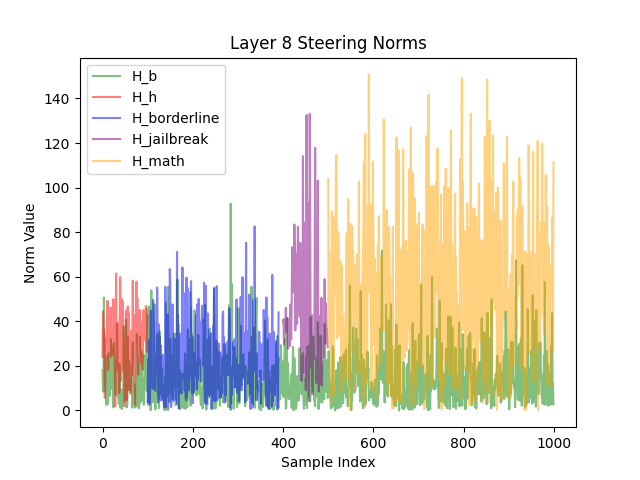 Layer 8 Steering Norms
H_b
H_h
H_borderline
H_jailbreak
H_math
Norm Value
140
120
100
80
60
40
20
0
0 200 400 600 800 1000
Sample Index